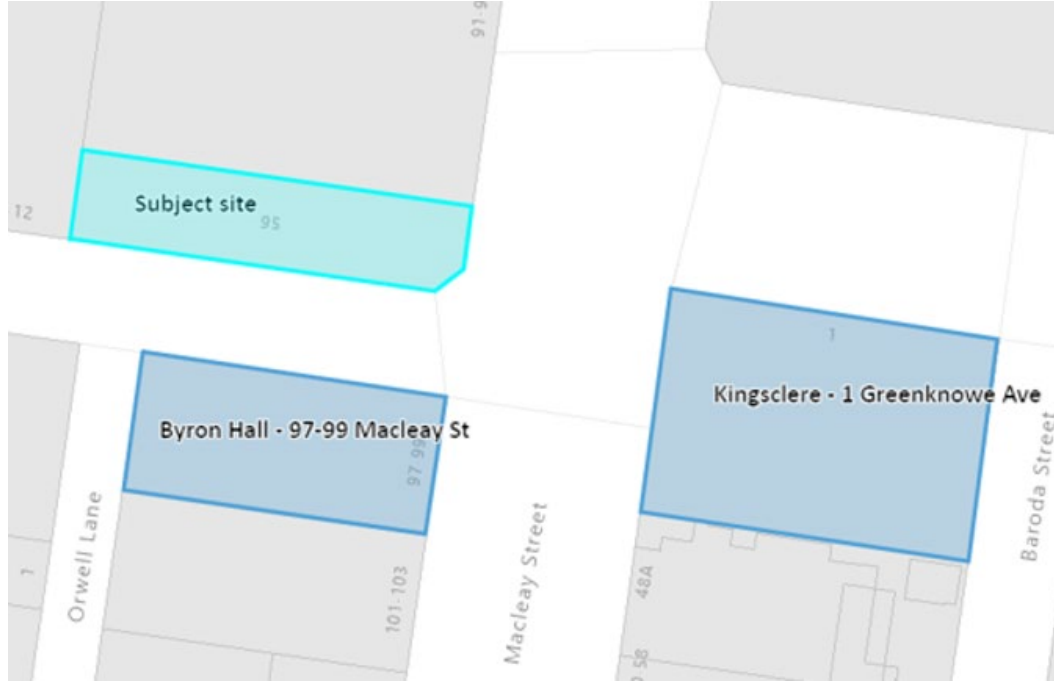 91-9
Subject site
95
12
1
Kingsclere - 1 Greenknowe Ave
Byron Hall - 97-99 Macleay St
97 99
Baroda Street
Orwell Lane
Macleay Street
48A
101-103
1